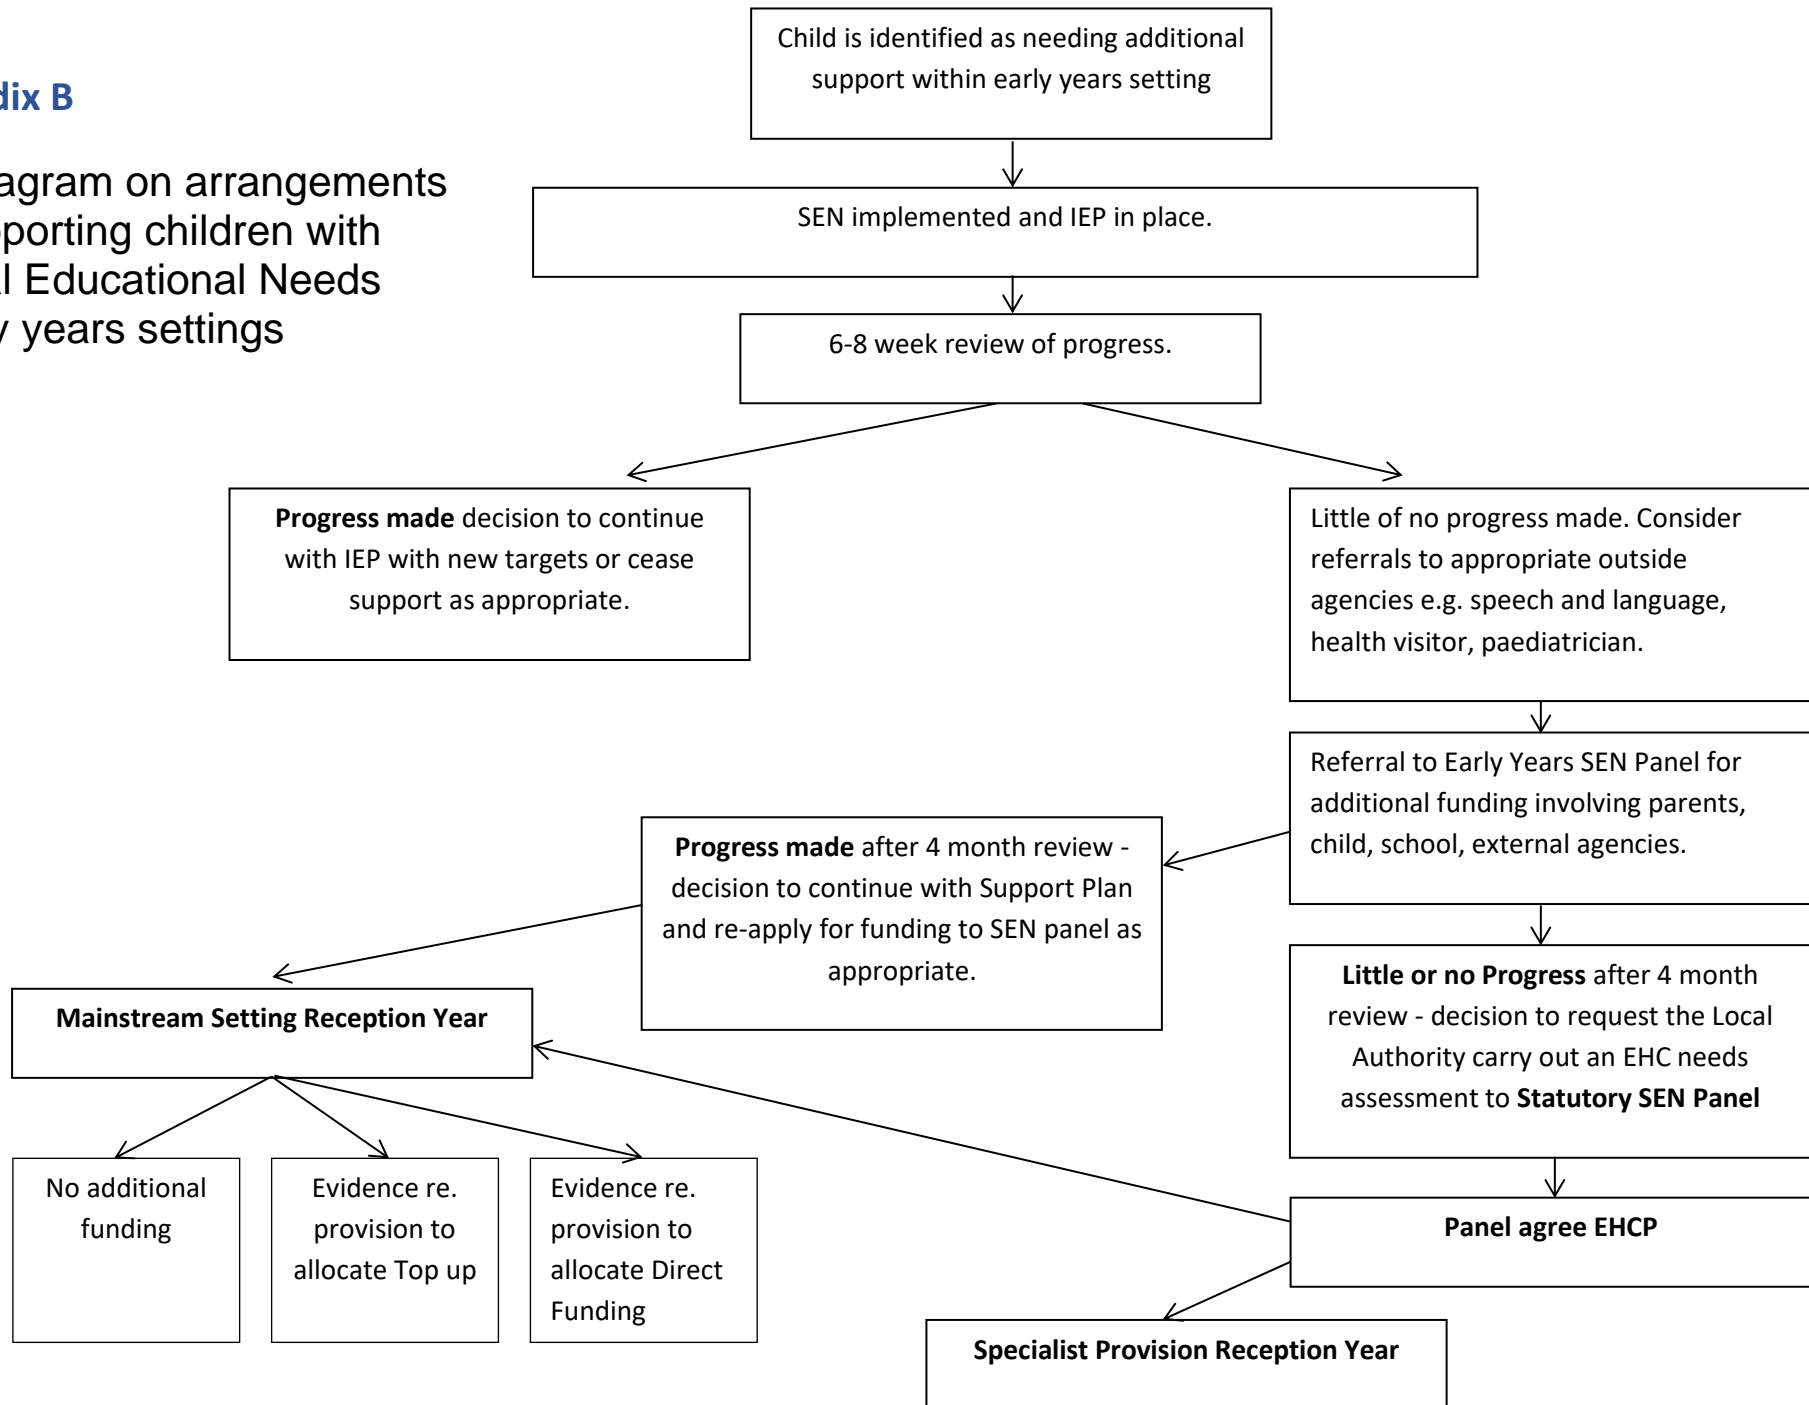 dix B
agram on arrangements
porting children with
l Educational Needs
y years settings
Child is identified as needing additional
support within early years setting
SEN implemented and IEP in place.
6-8 week review of progress.
Progress made decision to continue
with IEP with new targets or cease
support as appropriate.
Little of no progress made. Consider
referrals to appropriate outside
agencies e.g. speech and language,
health visitor, paediatrician.
Referral to Early Years SEN Panel for
additional funding involving parents,
child, school, external agencies.
Progress made after 4 month review -
decision to continue with Support Plan
and re-apply for funding to SEN panel as
appropriate.
Little or no Progress after 4 month
review - decision to request the Local
Authority carry out an EHC needs
assessment to Statutory SEN Panel
Mainstream Setting Reception Year
No additional
funding
Evidence re.
provision to
allocate Top up
Evidence re.
provision to
allocate Direct
Funding
Panel agree EHCP
Specialist Provision Reception Year